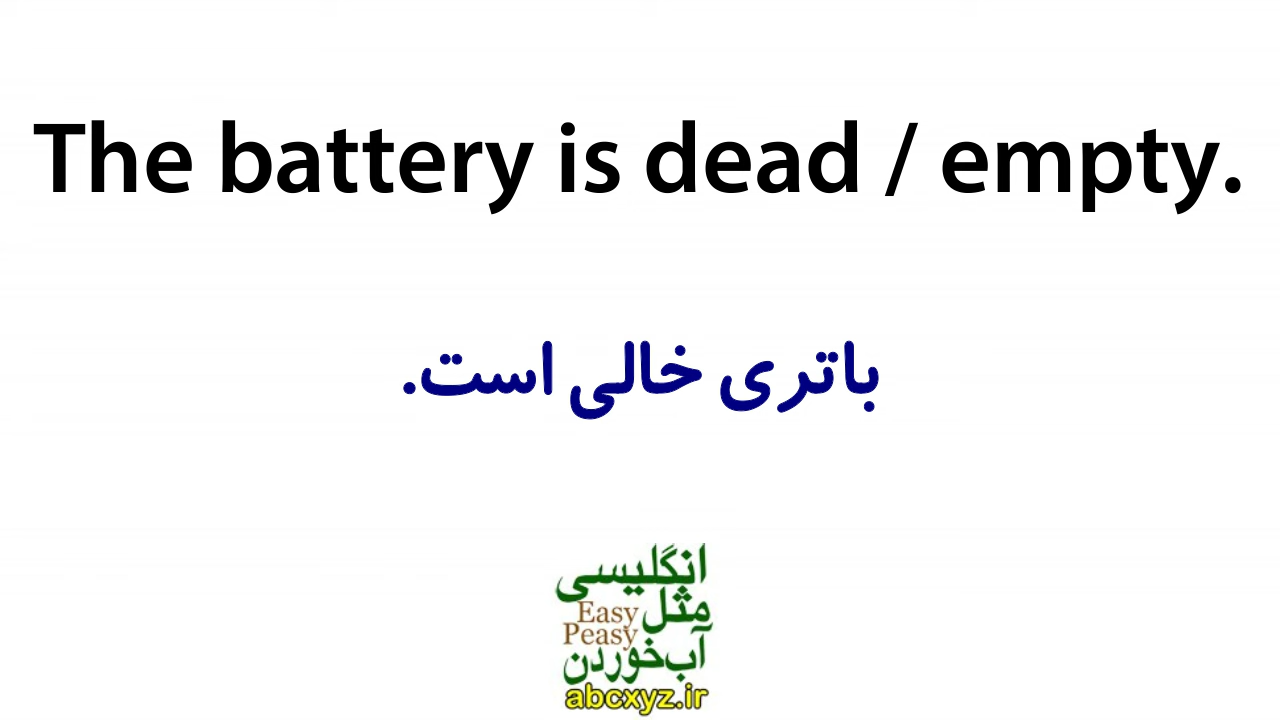 The battery is dead / empty.
باتری خالی است.
انگلیسی
مثل Easy
Peasy
آب خوردن
abcxyz.ir